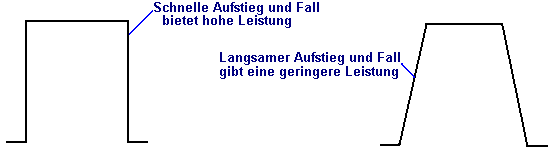 Schnelle Aufstieg und Fall
bietet hohe Leistung
Langsamer Aufstieg und Fall
gibt eine geringere Leistung